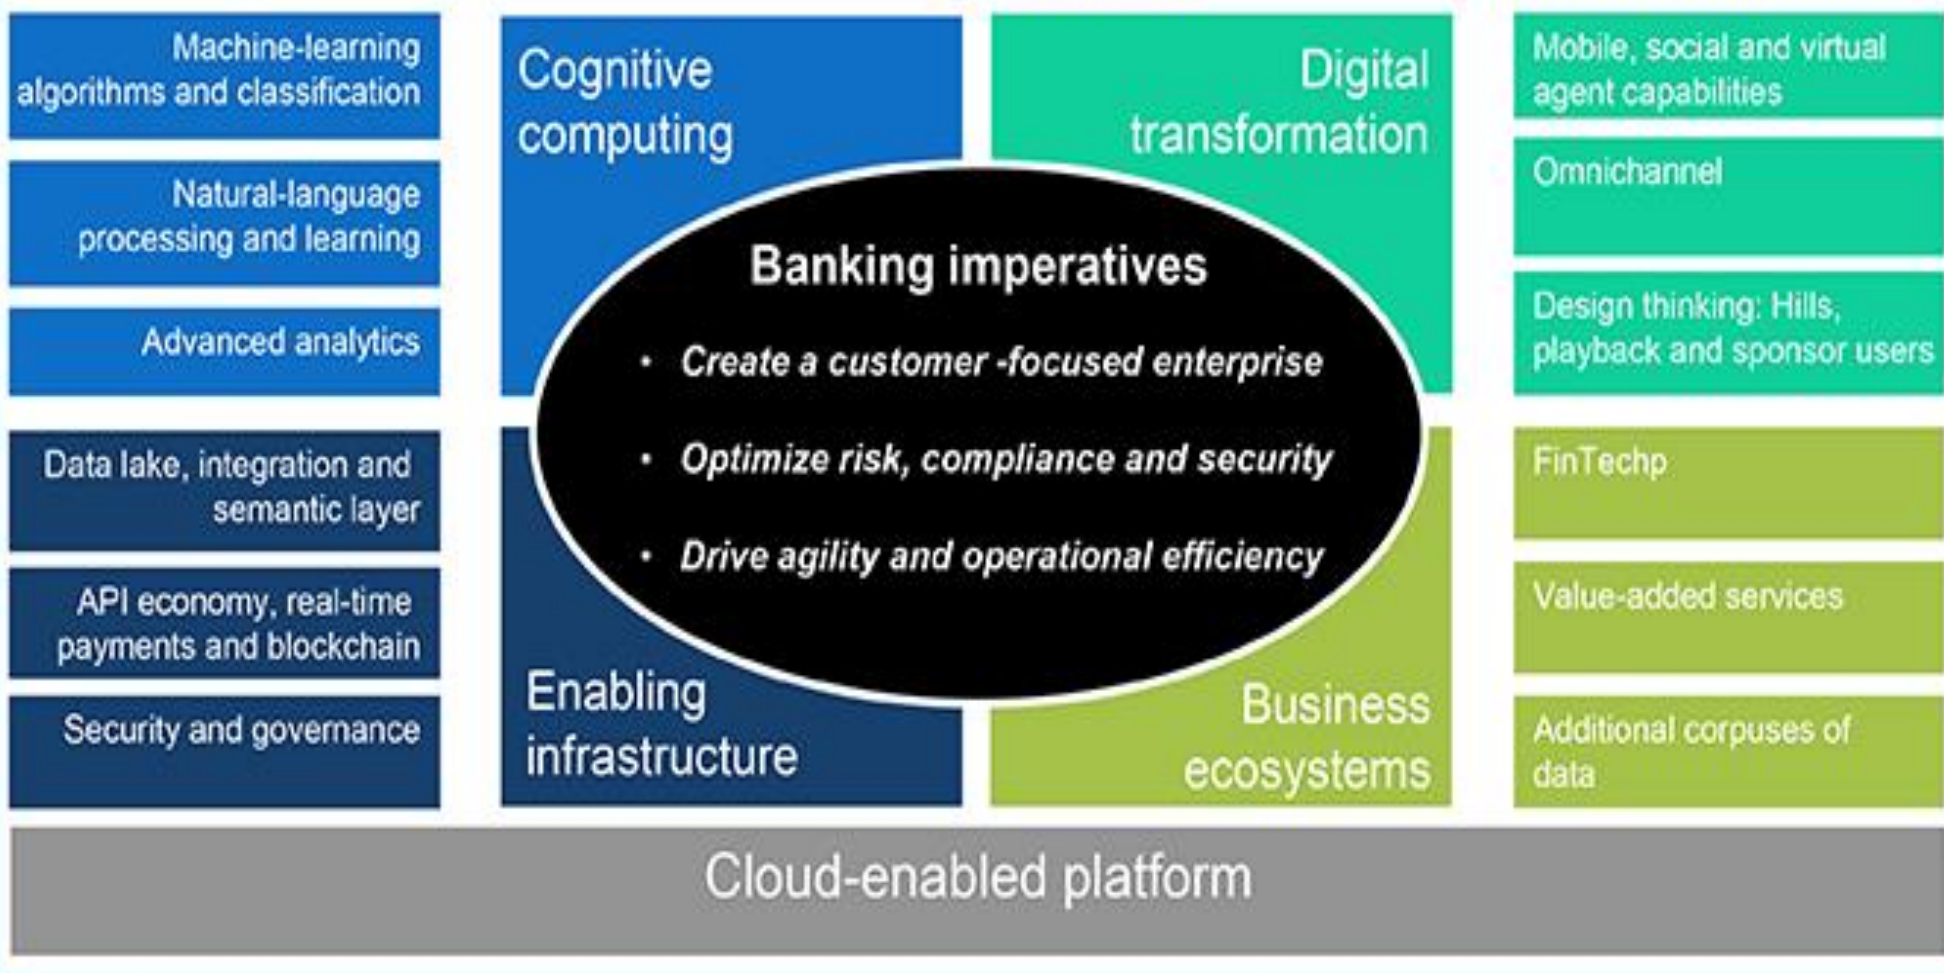 Machine-learning
algorithms and classification
Natural-language
processing and learning
Advanced analytics
Data lake, integration and
semantic layer
API economy, real-time
payments and blockchain
Security and governance
Cognitive
computing
Digital
transformation
Banking imperatives
• Create a customer -focused enterprise
• Optimize risk, compliance and security
• Drive agility and operational efficiency
Enabling
infrastructure
Business
ecosystems
Mobile, social and virtual
agent capabilities
Omnichannel
Design thinking: Hills,
playback and sponsor users
FinTechp
Value-added services
Additional corpuses of
data
Cloud-enabled platform